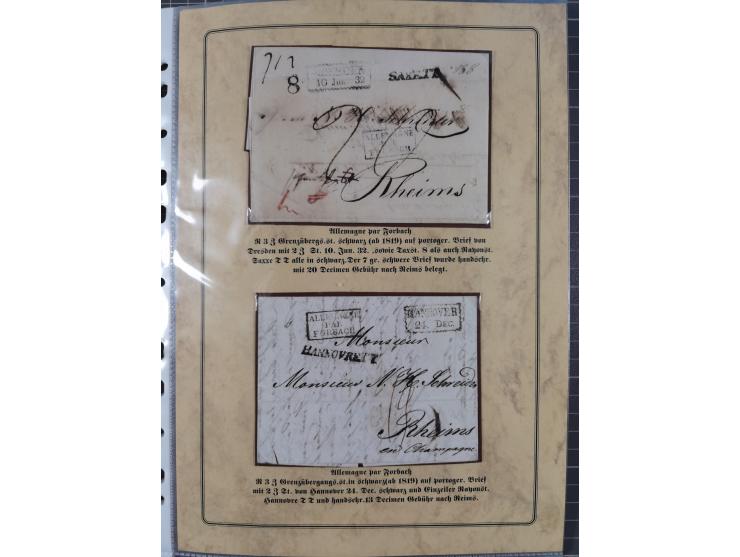 8
10 Jun. 32
SAXE T.T.
ALLEMAGNE
Rheims
Allemagne par Forbach
R 3 Z Grenzübergs.st. schwarz (ab 1819) auf portoger. Brief von
Dresden mit 2 Z St. 10. Jun. 32. .sowie Taxst. 8 als auch Rayonst.
Saxxe T T alle in schwarz.Der 7 gr. schwere Brief wurde handschr.
mit 20 Decimen Gebühr nach Reims belegt.
ALLEMAGNE
PAR
FORBACH
HANNOVER
24. DEC.
HANNOVRE T T
Monsieur
Monsieur N. H. Schneider
Rheims
en Champagne
Allemagne par Forbach
R 3 Z Grenzübergangs.st.in schwarz(ab 1819) auf portoger. Brief
mit 2 Z St. von Hannover 24. Dec. schwarz und Einzeiler Rayonst.
Hannovre T T und handschr.13 Decimen Gebühr nach Reims.